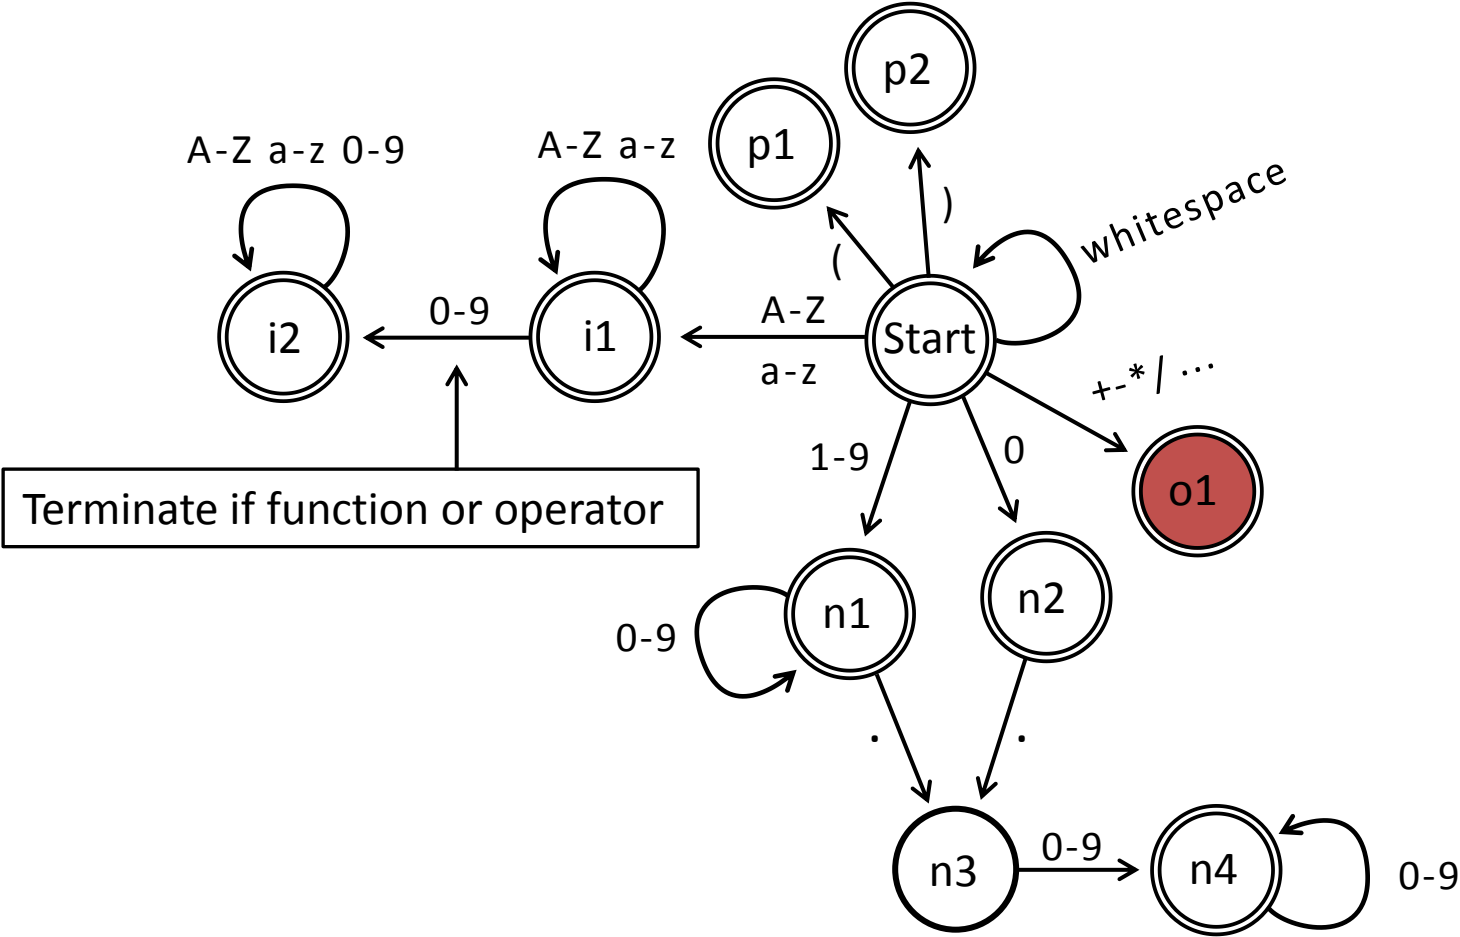 p2
p1
A-Z a-z 0-9
A-Z a-z
)
whitespace
(
0-9
A-Z
i2
i1
Start
a-z
+-*/ ...
1-9
0
o1
Terminate if function or operator
n1
n2
0-9
.
.
n3
0-9
n4
0-9